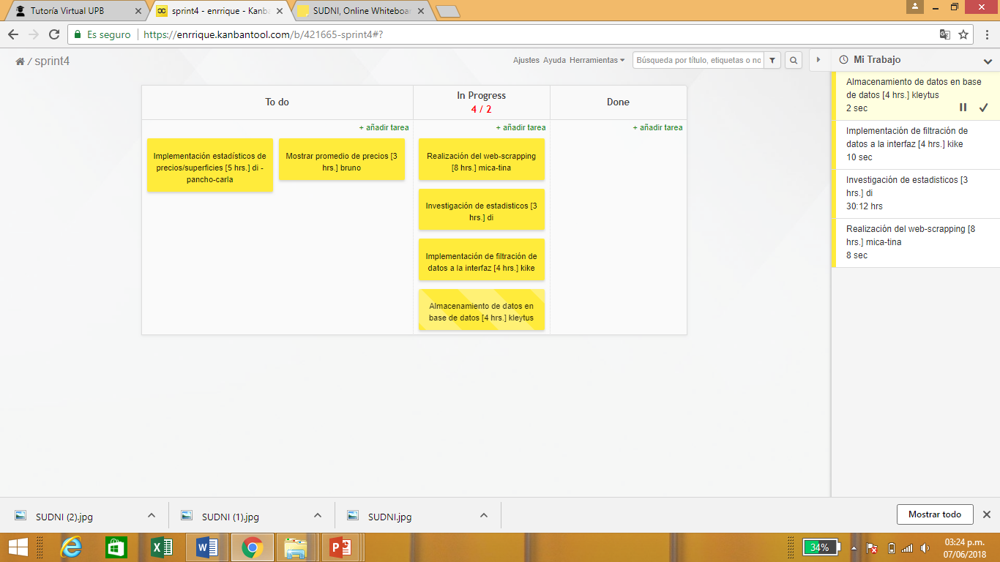 Tutoría Virtual UPB
sprint4 - enrrique - Kanba
SUDNI, Online Whiteboar
Es seguro
https://enrrique.kanbantool.com/b/421665-sprint4#?
/ sprint4
Ajustes Ayuda Herramientas
Búsqueda por título, etiquetas o no
Mi Trabajo
To do
In Progress
4 / 2
Done
+ añadir tarea
+ añadir tarea
+ añadir tarea
Implementación estadísticos de
precios/superficies [5 hrs.] di -
pancho-carla
Mostrar promedio de precios [3
hrs.] bruno
Realización del web-scrapping
[8 hrs.] mica-tina
Investigación de estadisticos [3
hrs.] di
Implementación de filtración de
datos a la interfaz [4 hrs.] kike
Almacenamiento de datos en
base de datos [4 hrs.] kleytus
Almacenamiento de datos en base
de datos [4 hrs.] kleytus
2 sec
Implementación de filtración de
datos a la interfaz [4 hrs.] kike
10 sec
Investigación de estadisticos [3
hrs.] di
30:12 hrs
Realización del web-scrapping [8
hrs.] mica-tina
8 sec
SUDNI (2).jpg
SUDNI (1).jpg
SUDNI.jpg
Mostrar todo
34%
03:24 p.m.
07/06/2018